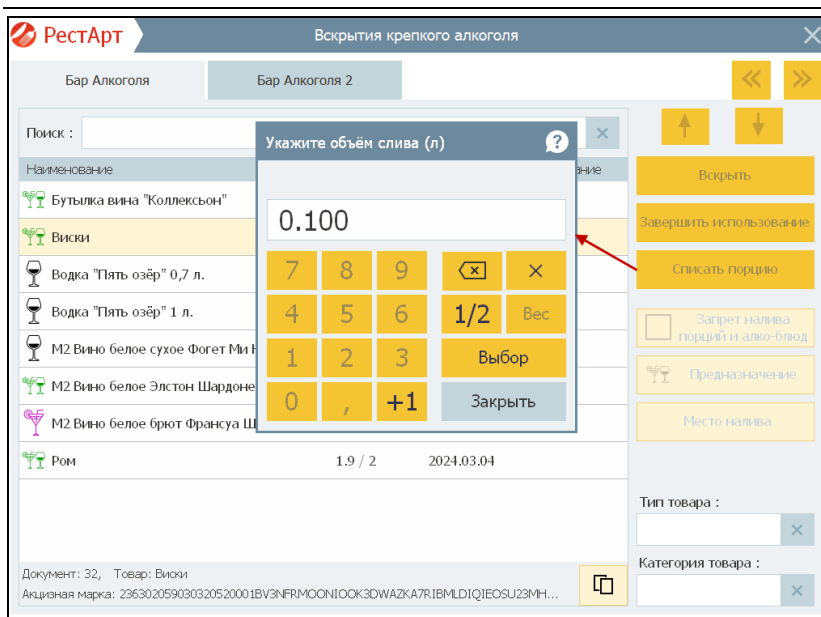 РестАрт
Вскрытия крепкого алкоголя
Бар Алкоголя
Бар Алкоголя 2
Поиск :
Укажите объём слива (л)
?
Наименование
ние
Вскрыть
Бутылка вина "Коллексьон"
Завершить использование
0.100
Виски
Списать порцию
Водка "Пять озёр" 0,7 л.
7 8 9
Водка "Пять озёр" 1 л.
4 5 6 1/2 Вес
Запрет налива
порций и алко-блюд
М2 Вино белое сухое Фогет Ми
1 2 3 Выбор
Предназначение
М2 Вино белое Элстон Шардоне
0 , +1 Закрыть
М2 Вино белое брют Франсуа
Место налива
Ром 1.9 / 2 2024.03.04
Тип товара :
Категория товара :
Документ: 32, Товар: Виски
Акцизная марка: 236302059030320520001BV3NFRMOONIOOK3DWAZKA7RIBMLDIQIEOSU23MH...